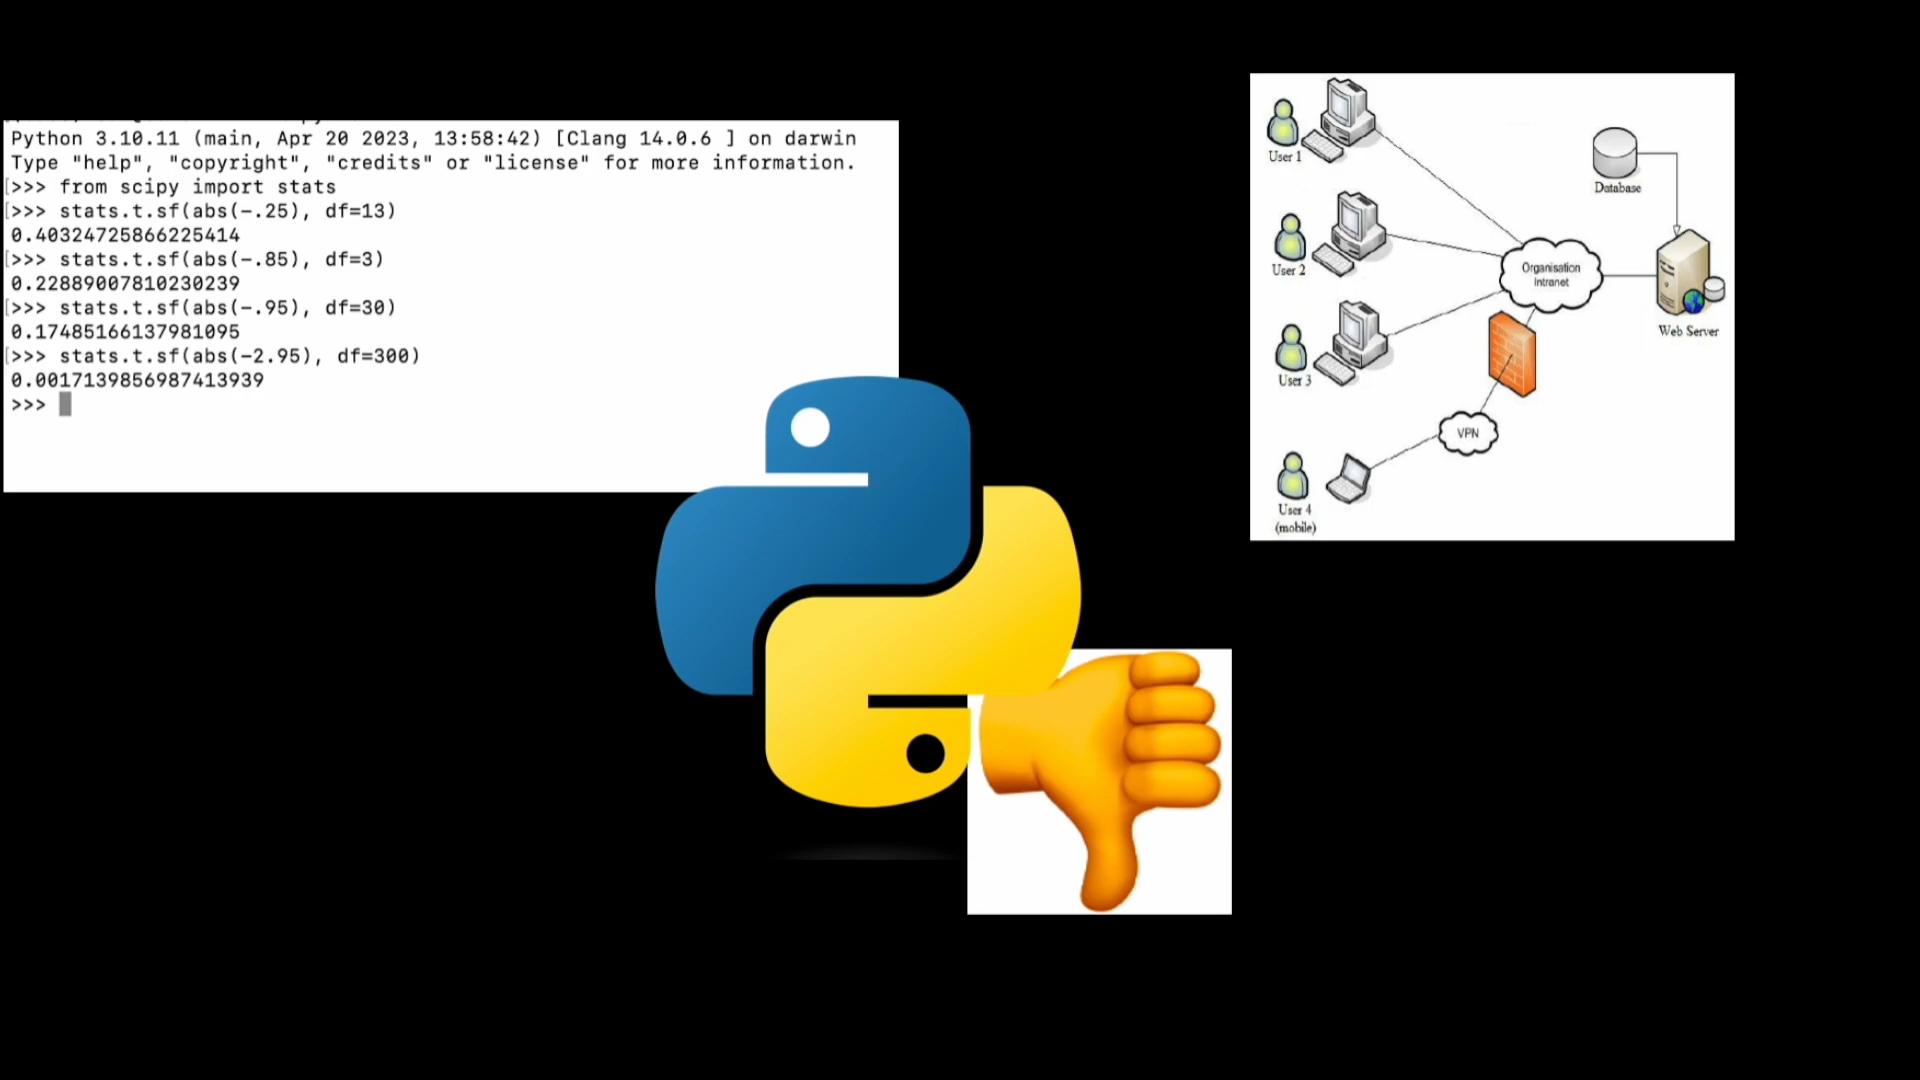 Python 3.10.11 (main, Apr 20 2023, 13:58:42) [Clang 14.0.6 ] on darwin
Type "help", "copyright", "credits" or "license" for more information.
[>>> from scipy import stats
[>>> stats.t.sf(abs(-.25), df=13)
0.40324725866225414
[>>> stats.t.sf(abs(-.85), df=3)
0.22889007810230239
[>>> stats.t.sf(abs(-.95), df=30)
0.17485166137981095
[>>> stats.t.sf(abs(-2.95), df=300)
0.0017139856987413939
>>>
User 1
Database
User 2
Organisation
Intranet
Web Server
User 3
VPN
User 4
(mobile)